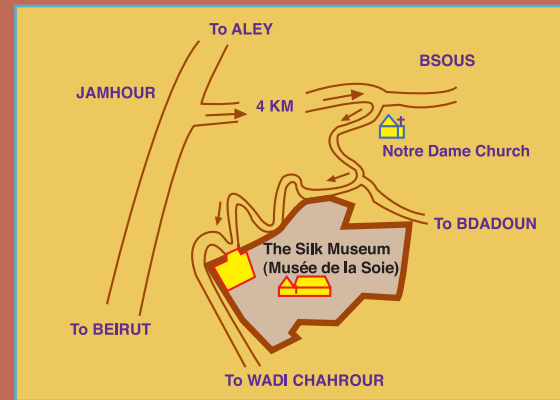 To ALEY
BSOUS
JAMHOUR
4 KM
Notre Dame Church
To BDADOUN
The Silk Museum
(Musée de la Soie)
To BEIRUT
To WADI CHAHROUR